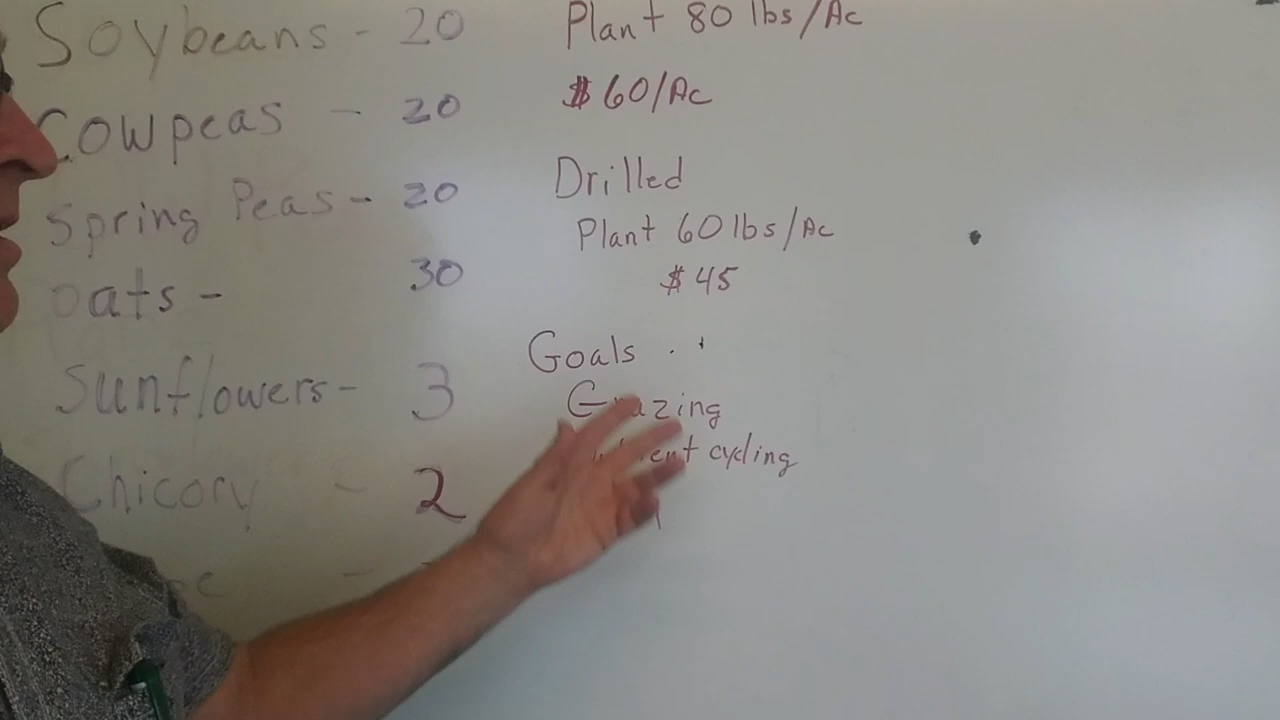 Soybeans - 20
Cowpeas - 20
Spring Peas - 20
oats - 30
Sunflowers - 3
Chicory - 2
Plant 80 lbs/Ac
$60/Ac
Drilled
Plant 60 lbs/Ac
$45
Goals
Grazing
cycling